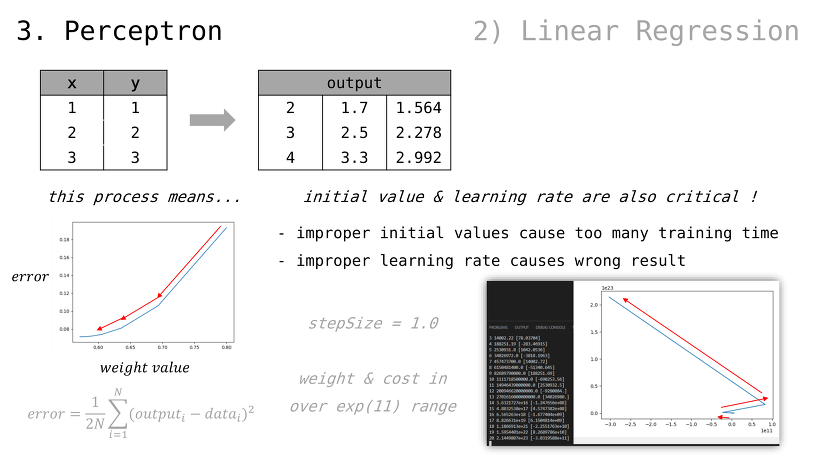 3. Perceptron
2) Linear Regression
x y
1 1
2 2
3 3
output
2 1.7 1.564
3 2.5 2.278
4 3.3 2.992
this process means...
initial value & learning rate are also critical !
- improper initial values cause too many training time
- improper learning rate causes wrong result
error
0.18
0.16
0.14
0.12
0.10
0.08
0.60 0.65 0.70 0.75 0.80
weight value
error = 1/2N ∑ i=1 N (output_i − data_i)²
stepSize = 1.0
weight & cost in
over exp(11) range
PROBLEMS OUTPUT DEBUG CONSOLE
1e23
2.0
1.5
1.0
0.5
0.0
−3.0 −2.5 −2.0 −1.5 −1.0 −0.5 0.0 0.5 1.0
1e11